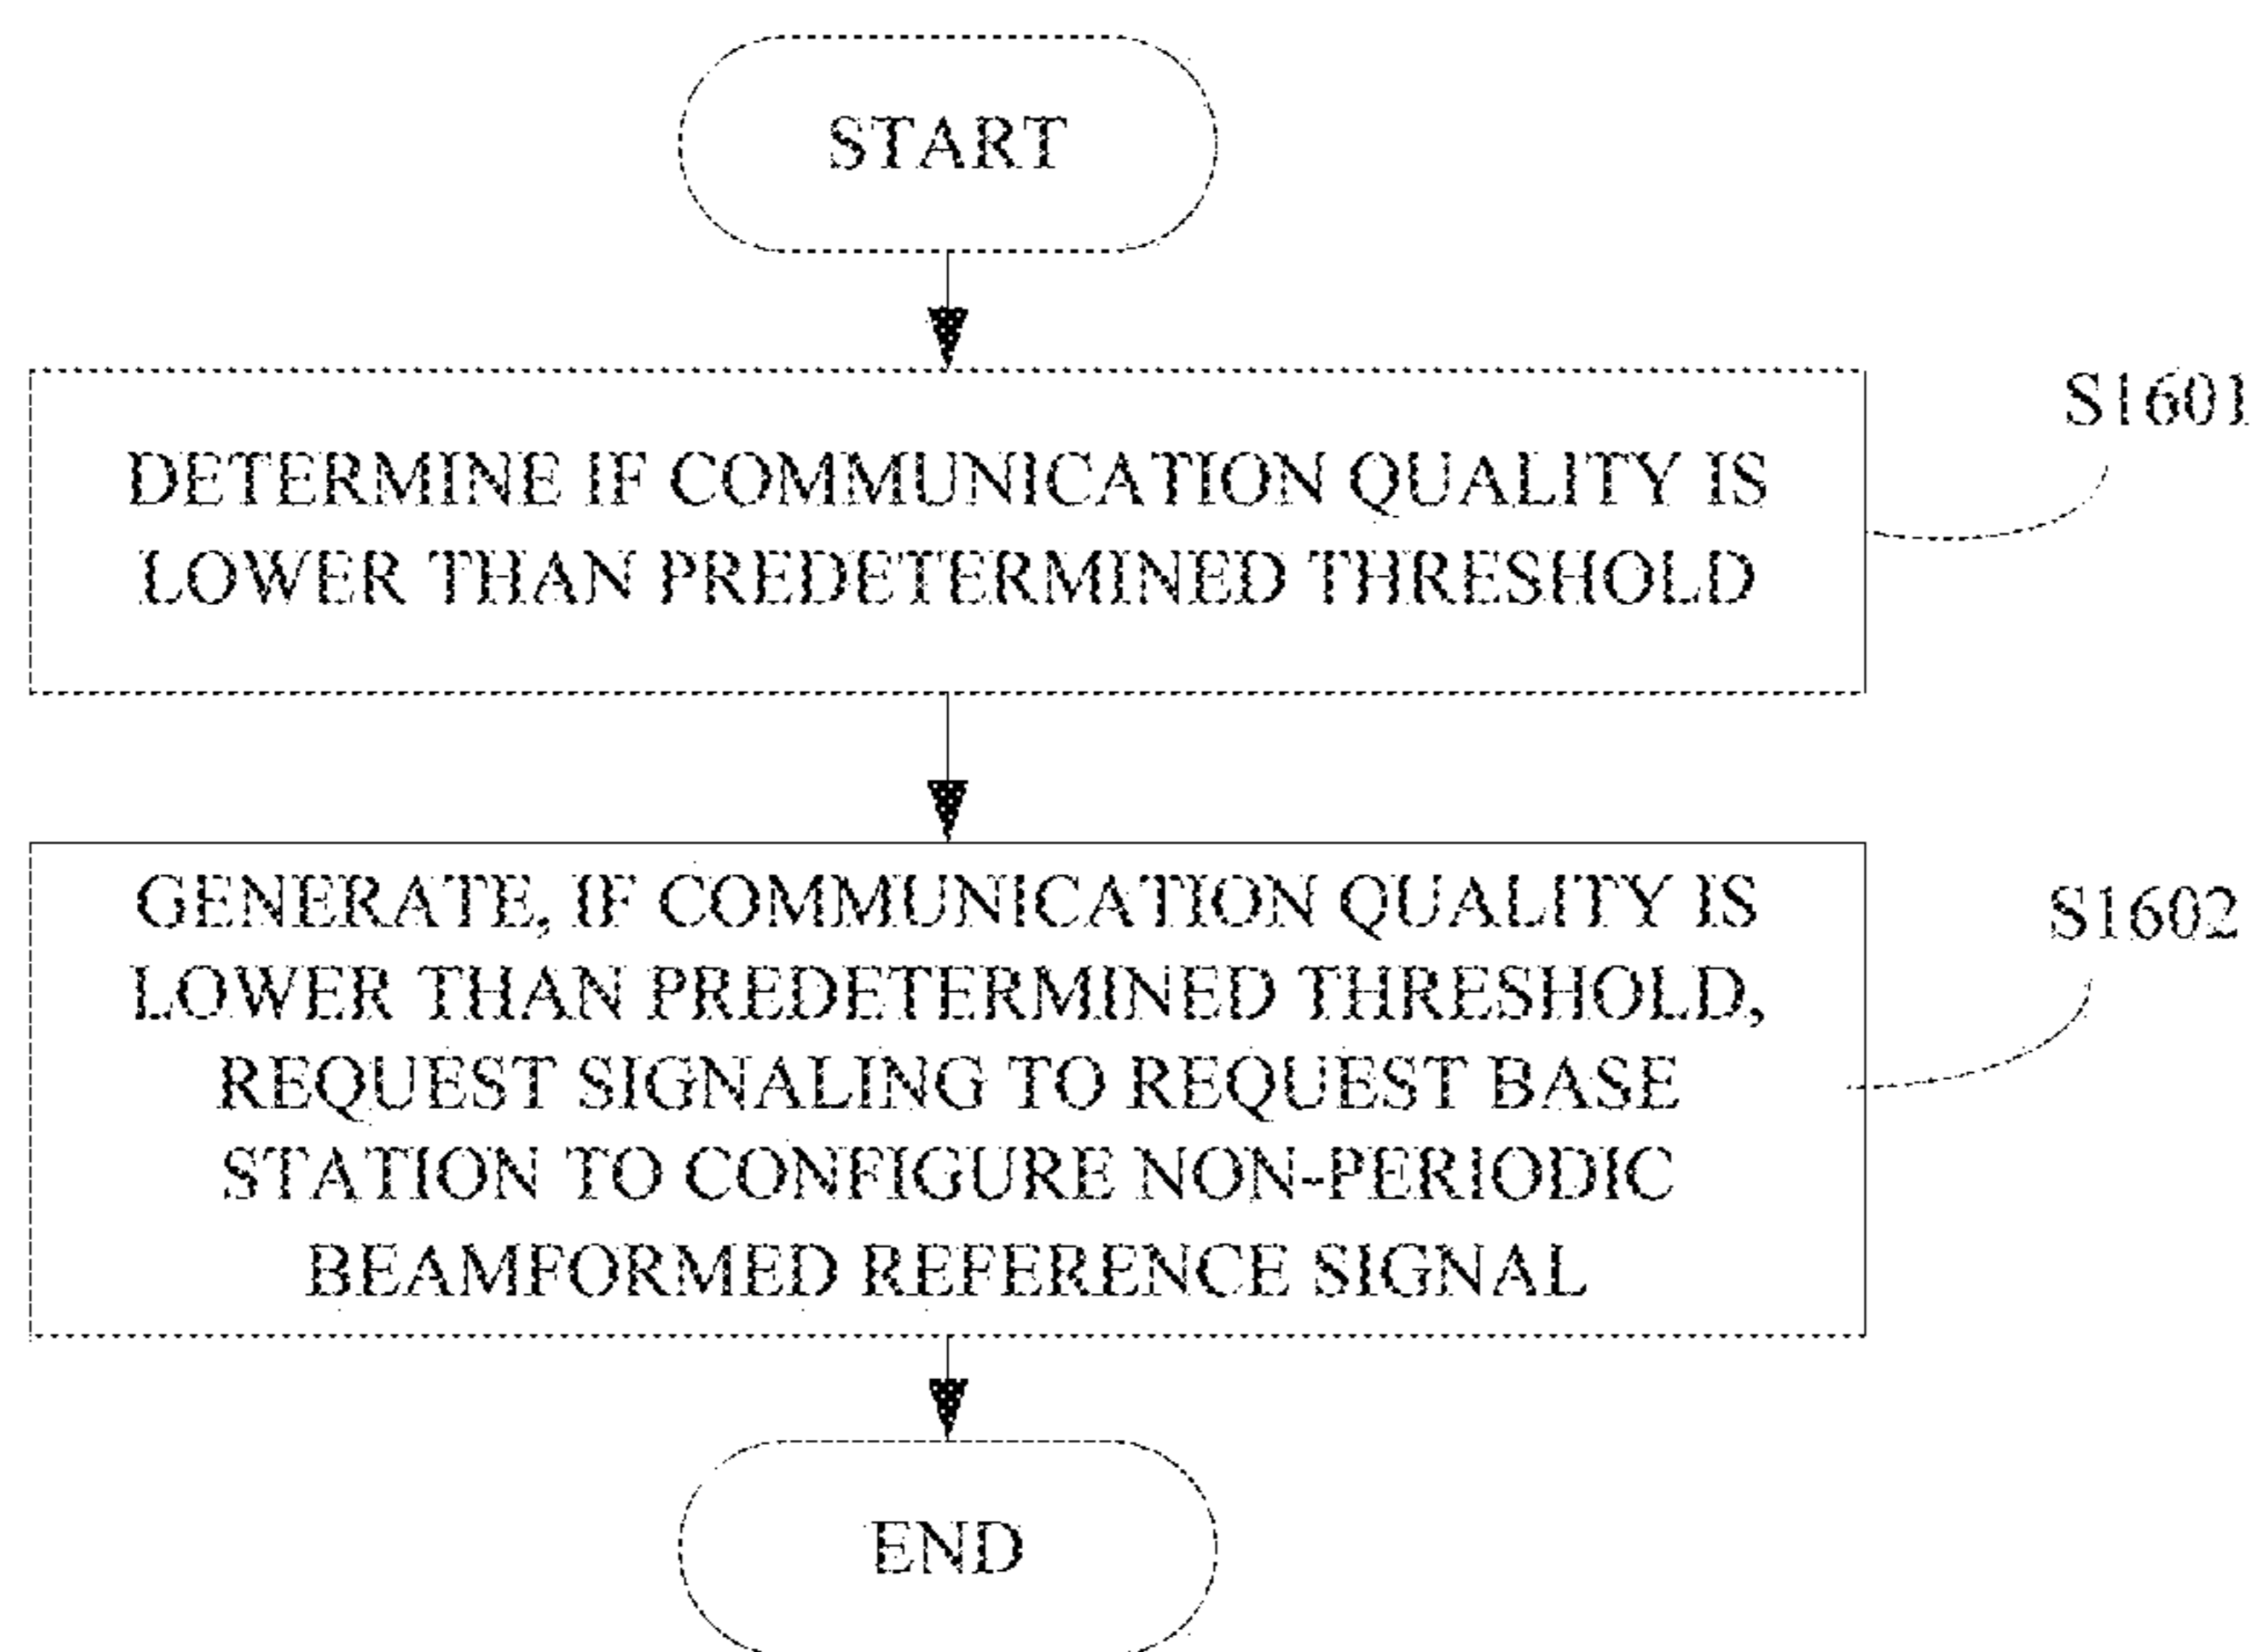 START
S1601
DETERMINE IF COMMUNICATION QUALITY IS
LOWER THAN PREDETERMINED THRESHOLD
GENERATE, IF COMMUNICATION QUALITY IS
S1602
LOWER THAN PREDETERMINED THRESHOLD,
REQUEST SIGNALING TO REQUEST BASE
STATION TO CONFIGURE NON-PERIODIC
BEAMFORMED REFERENCE SIGNAL
END